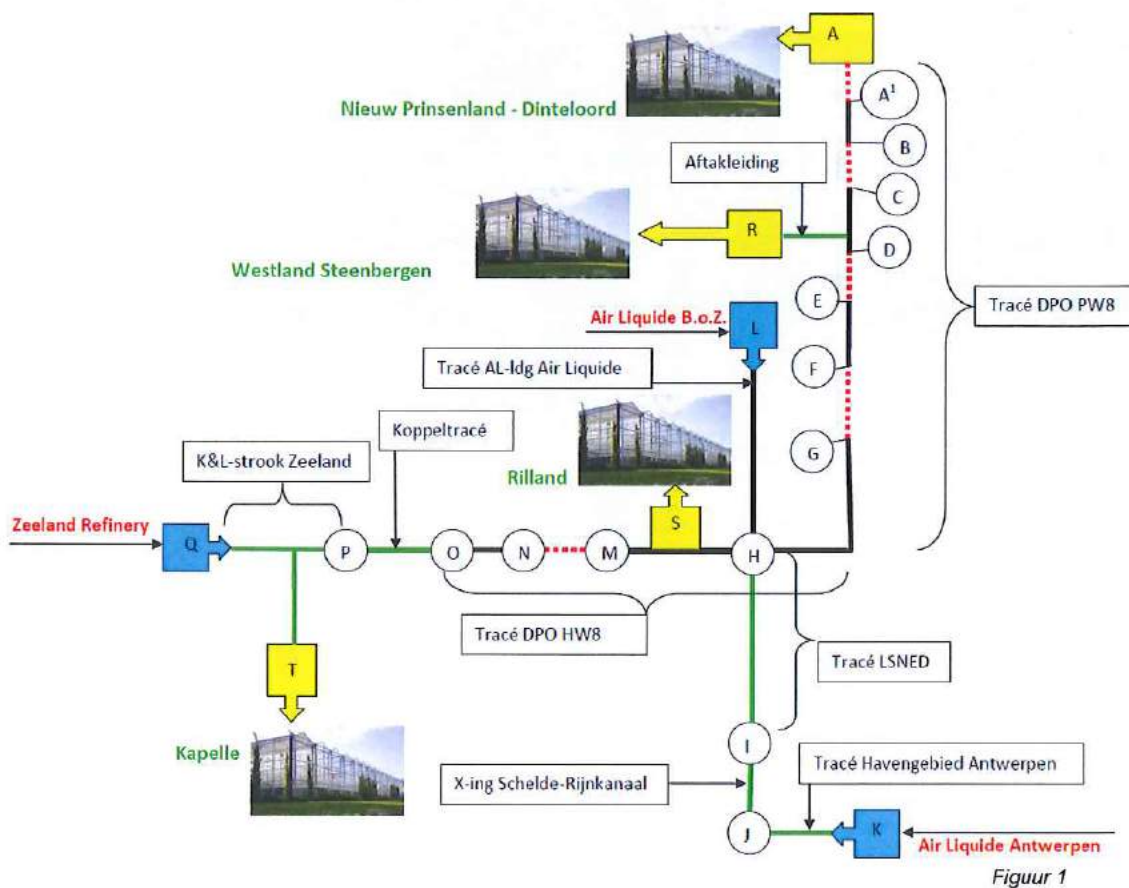 A
Nieuw Prinsenland - Dinteloord
A¹
B
Aftakleiding
C
R
D
Westland Steenbergen
E
Tracé DPO PW8
Air Liquide B.o.Z.
L
Tracé AL-ldg Air Liquide
F
Koppeltracé
G
K&L-strook Zeeland
Rilland
Zeeland Refinery
S
Q
P
O
N
M
H
Tracé DPO HW8
Tracé LSNED
T
Kapelle
I
Tracé Havengebied Antwerpen
X-ing Schelde-Rijnkanaal
J
K
Air Liquide Antwerpen
Figuur 1